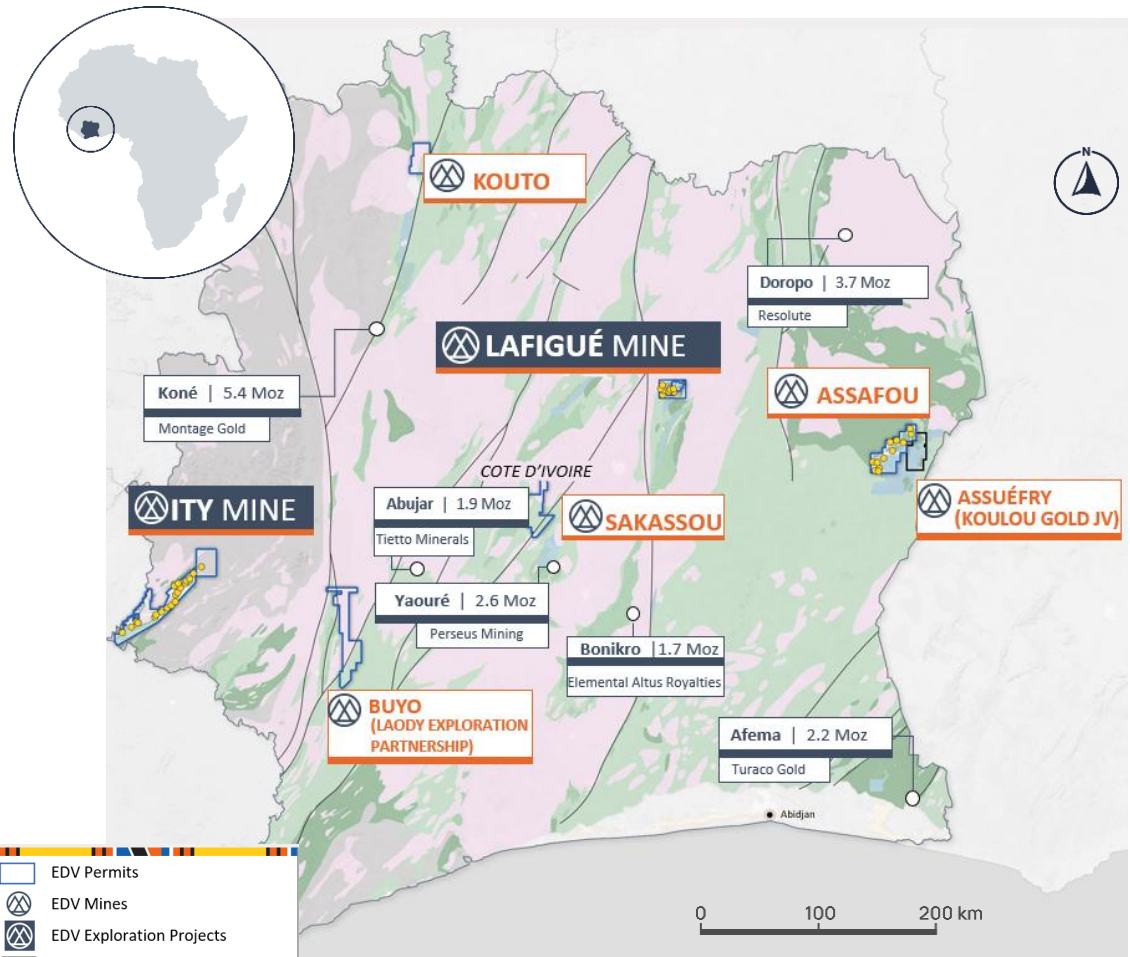 N
KOUTO
Doropo | 3.7 Moz
Resolute
LAFIGUÉ MINE
Koné | 5.4 Moz
Montage Gold
ASSAFOU
COTE D'IVOIRE
ITY MINE
Abujar | 1.9 Moz
Tietto Minerals
SAKASSOU
ASSUÉFRY
(KOULOU GOLD JV)
Yaouré | 2.6 Moz
Perseus Mining
Bonikro |1.7 Moz
Elemental Altus Royalties
BUYO
(LAODY EXPLORATION
PARTNERSHIP)
Afema | 2.2 Moz
Turaco Gold
Abidjan
EDV Permits
EDV Mines
EDV Exploration Projects
0 100 200 km